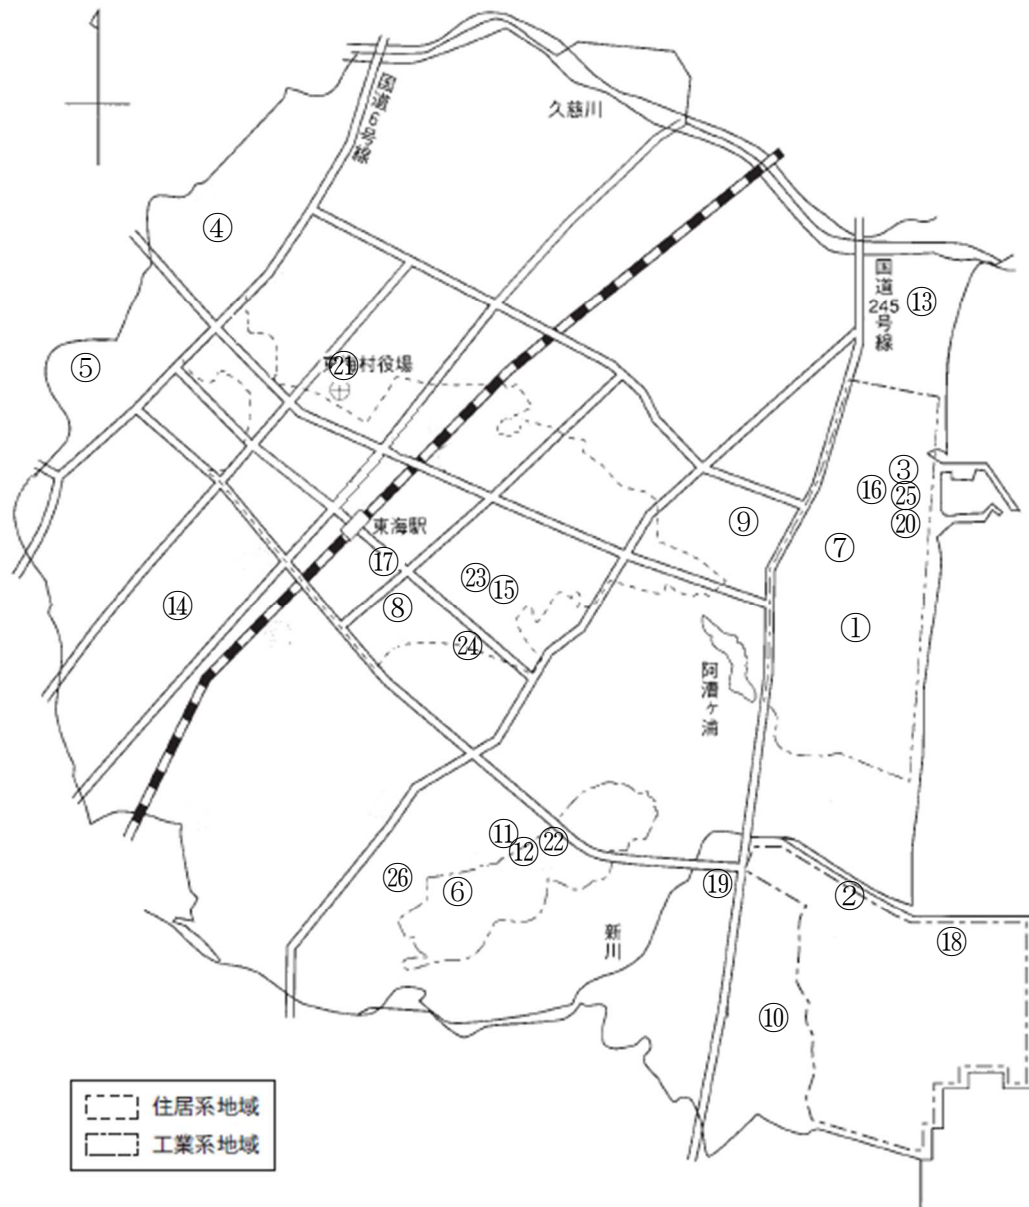 久慈川
国道6号線
④
国道245号線
⑬
⑤
㉑
東海村役場
③
⑯
㉕
⑳
⑨
⑦
東海駅
⑰
㉓
⑮
⑧
⑭
①
㉔
阿漕ヶ浦
⑪
⑫
㉒
㉖
⑥
⑲
②
新川
⑱
⑩
住居系地域
工業系地域